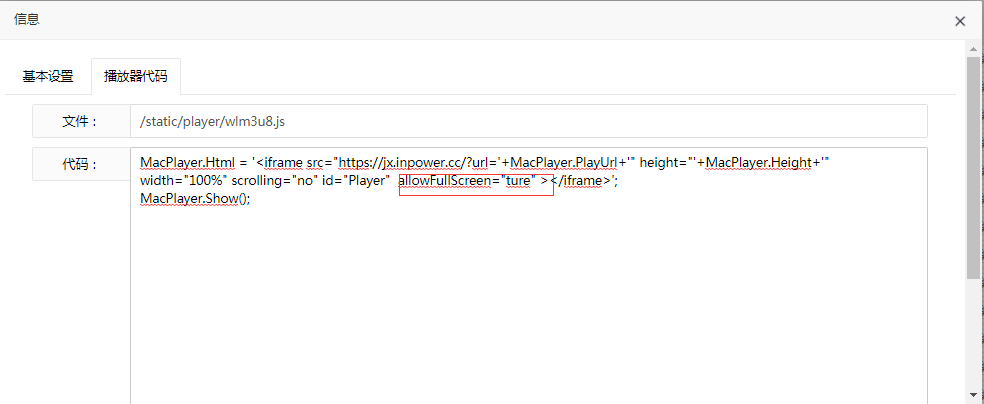 信息
基本设置 播放器代码
文件： /static/player/wlm3u8.js
代码： MacPlayer.Html = '<iframe src="https://jx.inpower.cc/?url='+MacPlayer.PlayUrl+'" height="'+MacPlayer.Height+'"
width="100%" scrolling="no" id="Player" allowFullScreen="ture" ></iframe>';
MacPlayer.Show();